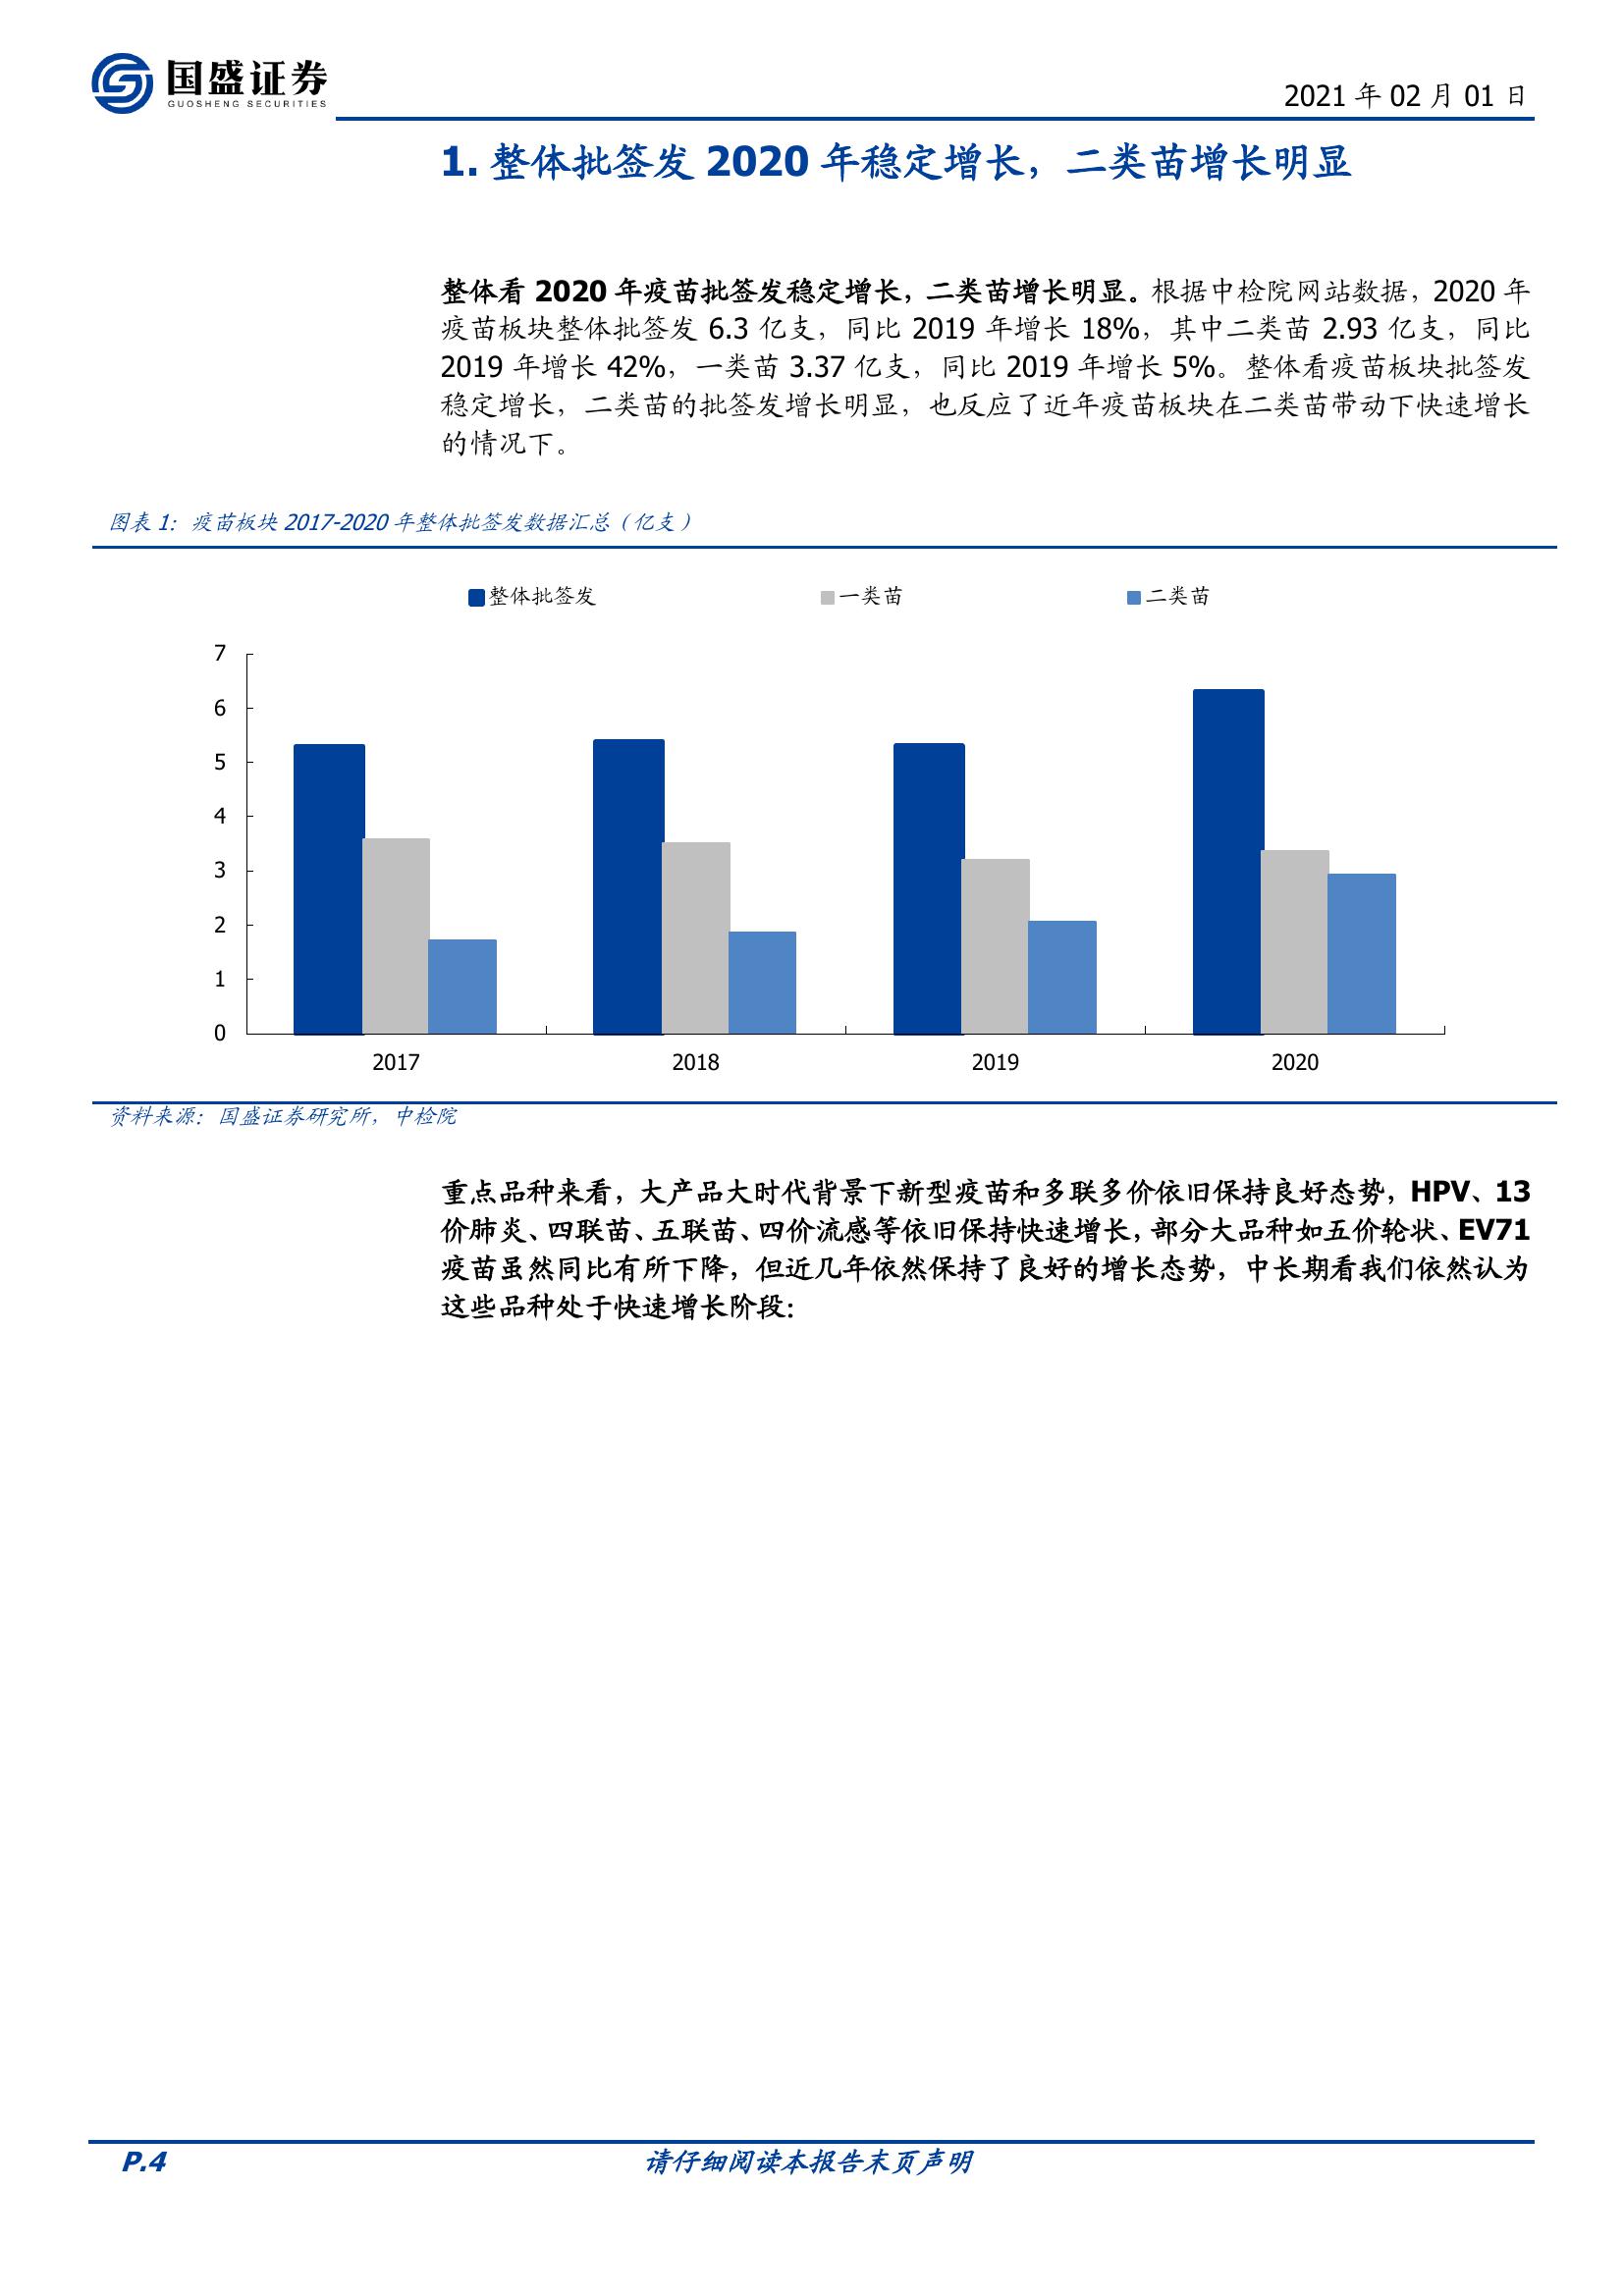 国盛证券
GUOSHENG SECURITIES
2021 年 02 月 01 日
1. 整体批签发 2020 年稳定增长，二类苗增长明显
整体看 2020 年疫苗批签发稳定增长，二类苗增长明显。根据中检院网站数据，2020 年
疫苗板块整体批签发 6.3 亿支，同比 2019 年增长 18%，其中二类苗 2.93 亿支，同比
2019 年增长 42%，一类苗 3.37 亿支，同比 2019 年增长 5%。整体看疫苗板块批签发
稳定增长，二类苗的批签发增长明显，也反应了近年疫苗板块在二类苗带动下快速增长
的情况下。
图表 1：疫苗板块 2017-2020 年整体批签发数据汇总（亿支）
整体批签发 一类苗 二类苗
7
6
5
4
3
2
1
0
2017 2018 2019 2020
资料来源：国盛证券研究所，中检院
重点品种来看，大产品大时代背景下新型疫苗和多联多价依旧保持良好态势，HPV、13
价肺炎、四联苗、五联苗、四价流感等依旧保持快速增长，部分大品种如五价轮状、EV71
疫苗虽然同比有所下降，但近几年依然保持了良好的增长态势，中长期看我们依然认为
这些品种处于快速增长阶段：
P.4 请仔细阅读本报告末页声明